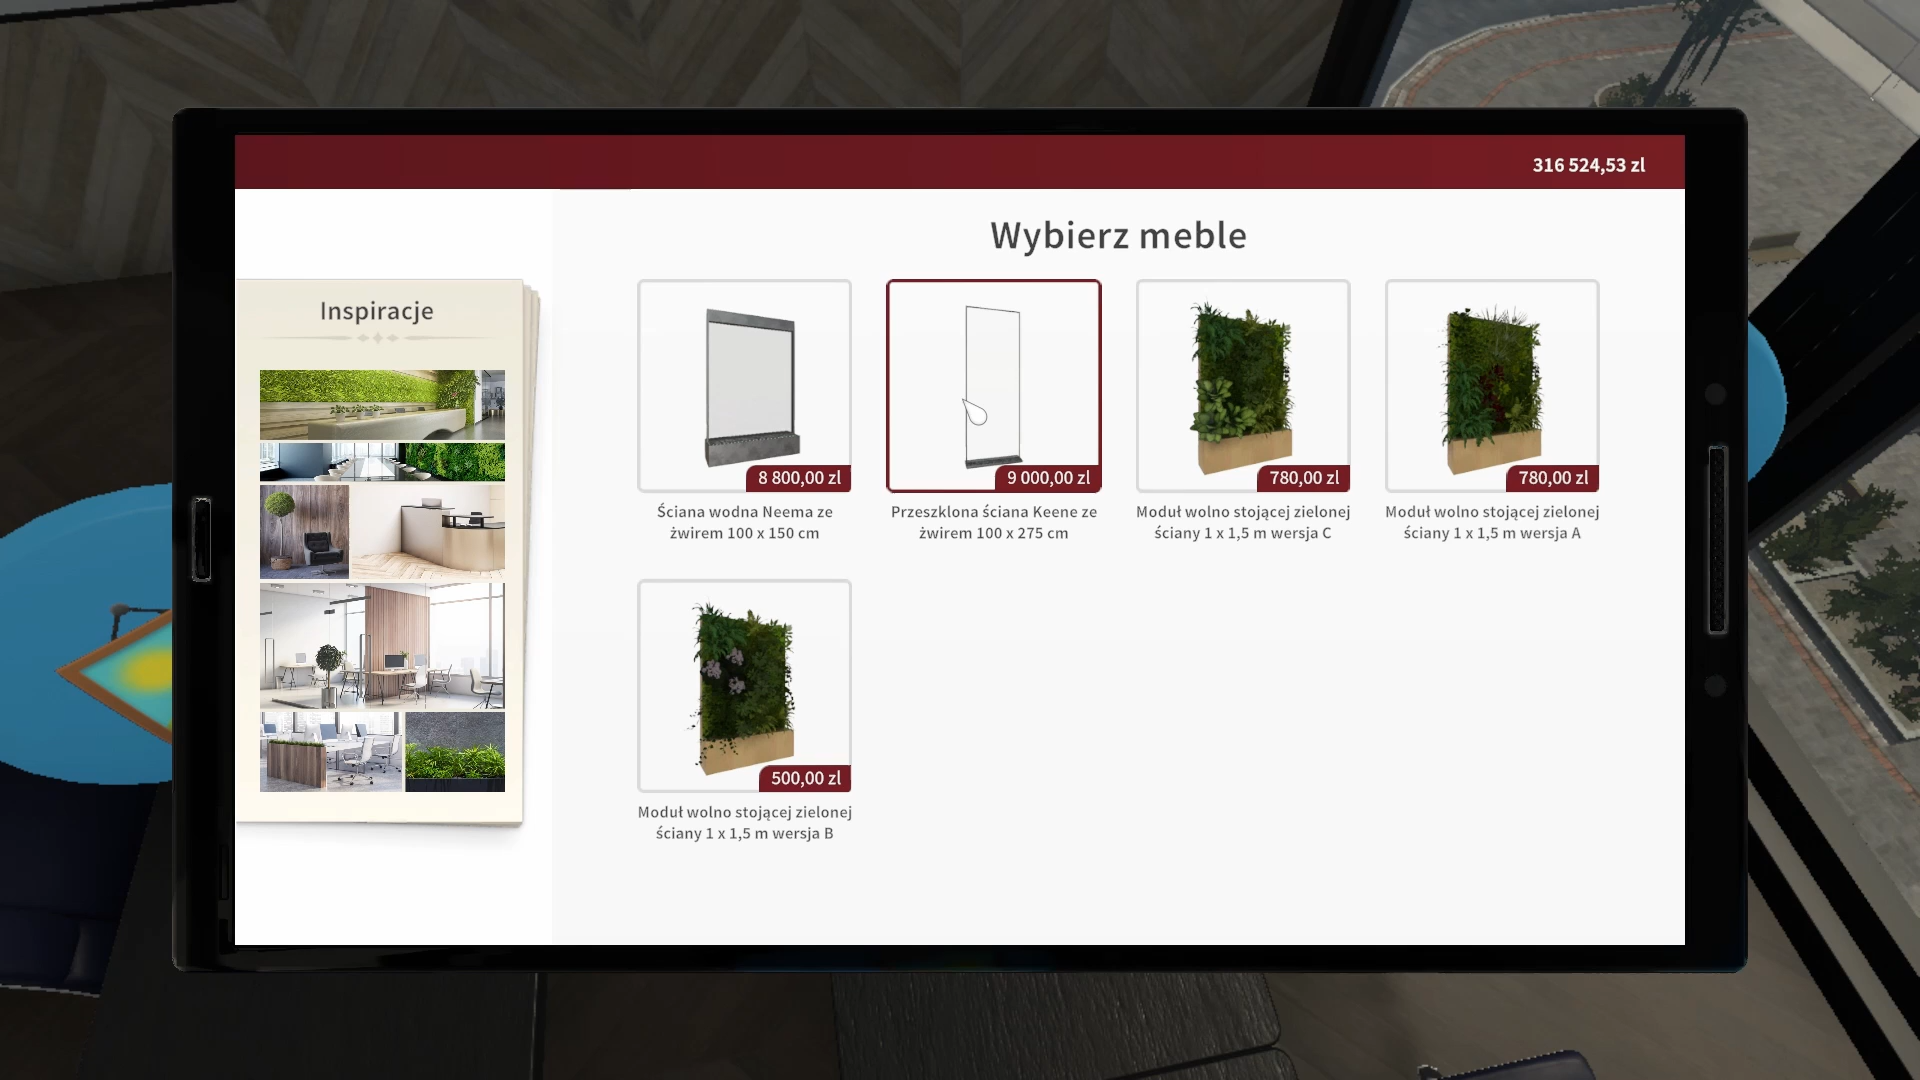 316 524,53 zl
Wybierz meble
Inspiracje
8 800,00 zl
Ściana wodna Neema ze
żwirem 100 x 150 cm
9 000,00 zl
Przeszklona ściana Keene ze
żwirem 100 x 275 cm
780,00 zl
Moduł wolno stojącej zielonej
ściany 1 x 1,5 m wersja C
780,00 zl
Moduł wolno stojącej zielonej
ściany 1 x 1,5 m wersja A
500,00 zl
Moduł wolno stojącej zielonej
ściany 1 x 1,5 m wersja B